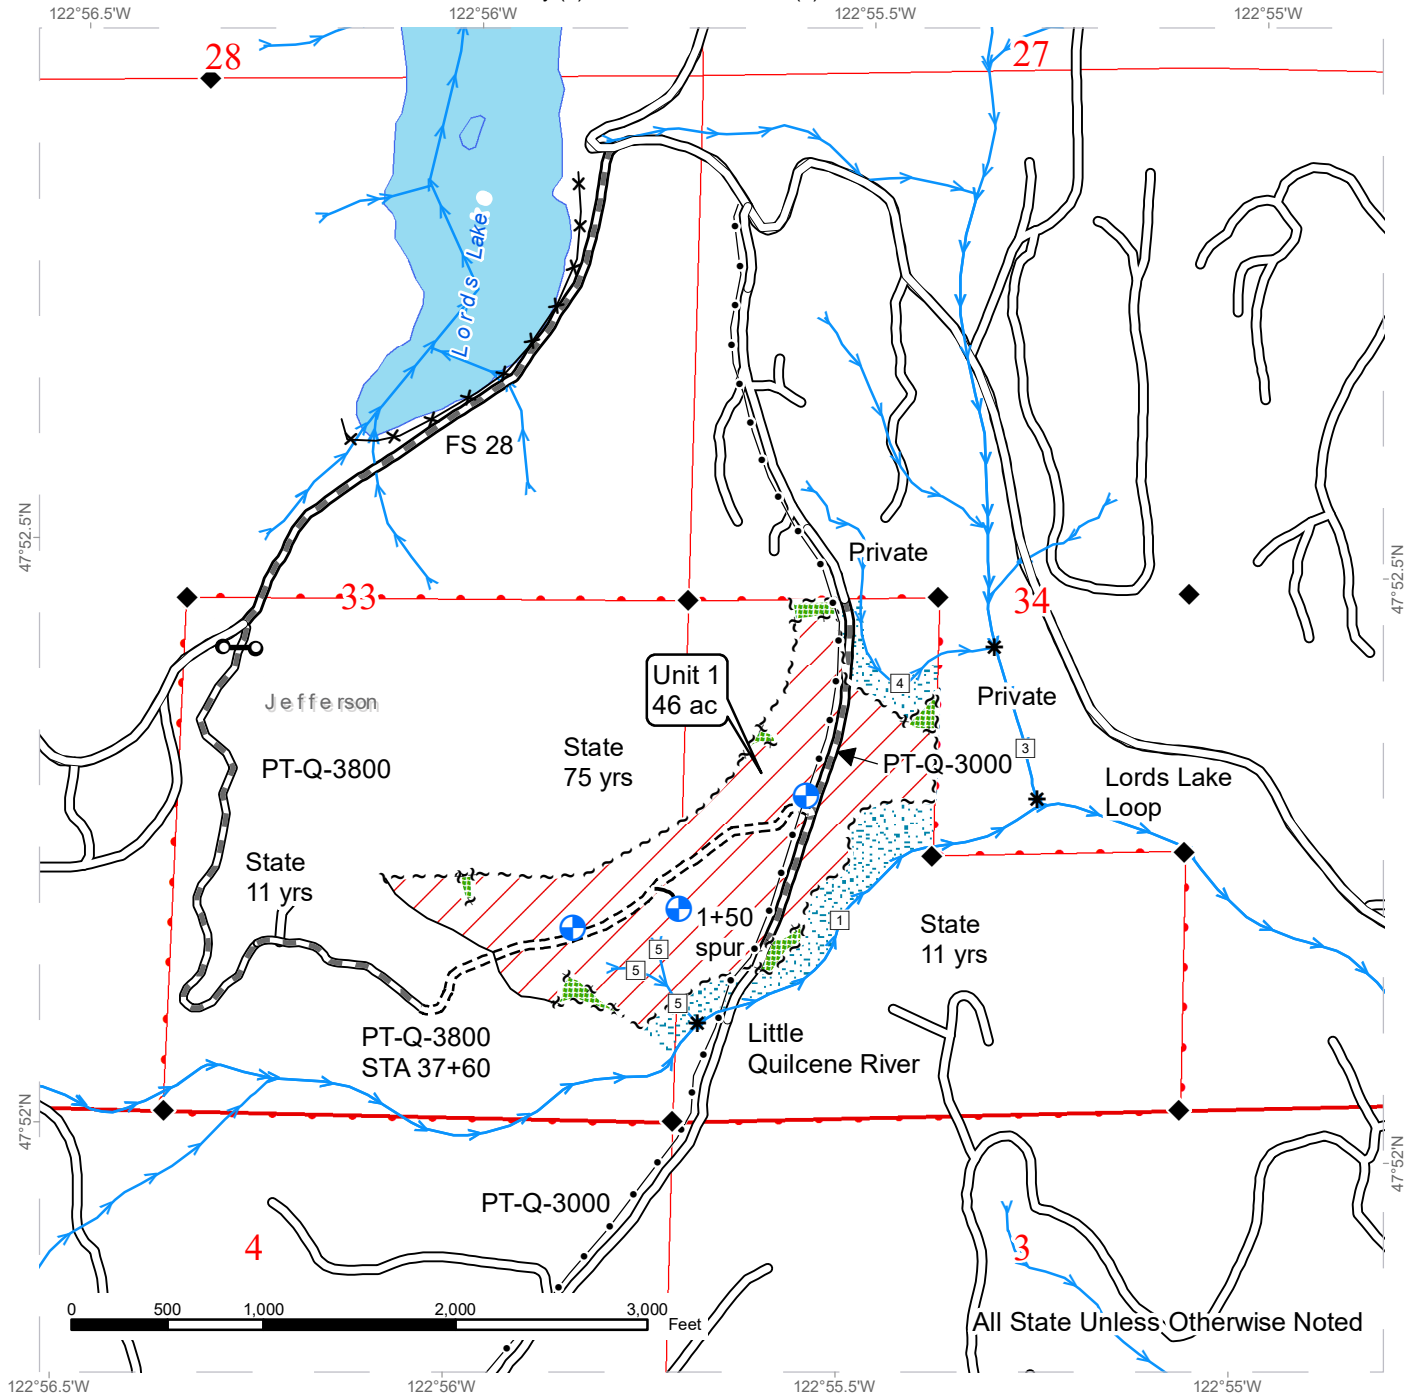 122°56.5'W
122°56'W
122°55.5'W
122°55'W
28
27
Lords Lake
FS 28
47°52.5'N
47°52.5'N
Private
33
34
Unit 1
46 ac
4
Private
Jefferson
3
State
75 yrs
PT-Q-3800
PT-Q-3000
Lords Lake
Loop
State
11 yrs
1+50
spur
1
State
11 yrs
5
5
5
PT-Q-3800
STA 37+60
Little
Quilcene River
47°52'N
47°52'N
PT-Q-3000
4
3
0
500
1,000
2,000
3,000
Feet
All State Unless Otherwise Noted
122°56.5'W
122°56'W
122°55.5'W
122°55'W